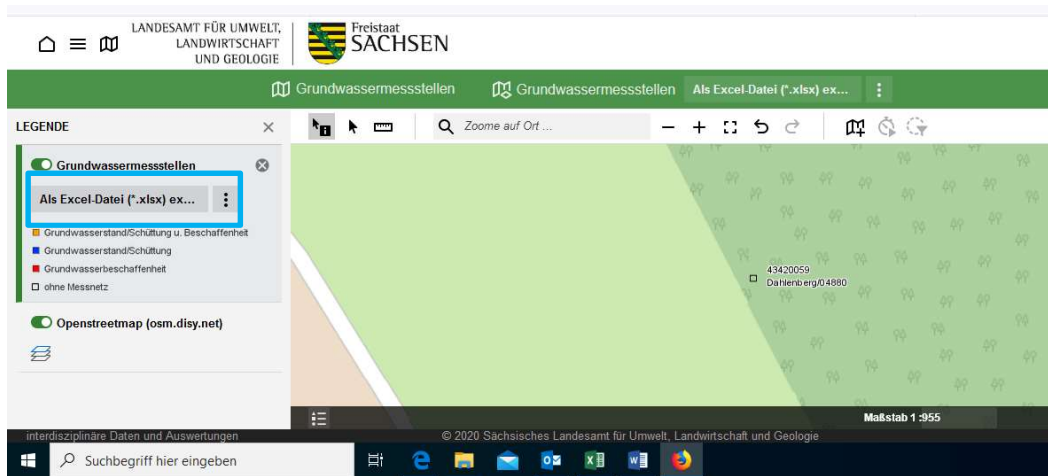 LANDESAMT FÜR UMWELT,
LANDWIRTSCHAFT
UND GEOLOGIE
Freistaat
SACHSEN
Grundwassermessstellen
Grundwassermessstellen
Als Excel-Datei (*.xlsx) ex...
LEGENDE
Zoome auf Ort ...
Grundwassermessstellen
Als Excel-Datei (*.xlsx) ex...
Grundwasserstand/Schüttung u. Beschaffenheit
Grundwasserstand/Schüttung
Grundwasserbeschaffenheit
ohne Messnetz
Openstreetmap (osm.disy.net)
43420059
Dahlenberg/04880
Maßstab 1 :955
interdisziplinäre Daten und Auswertungen
© 2020 Sächsisches Landesamt für Umwelt, Landwirtschaft und Geologie
Suchbegriff hier eingeben